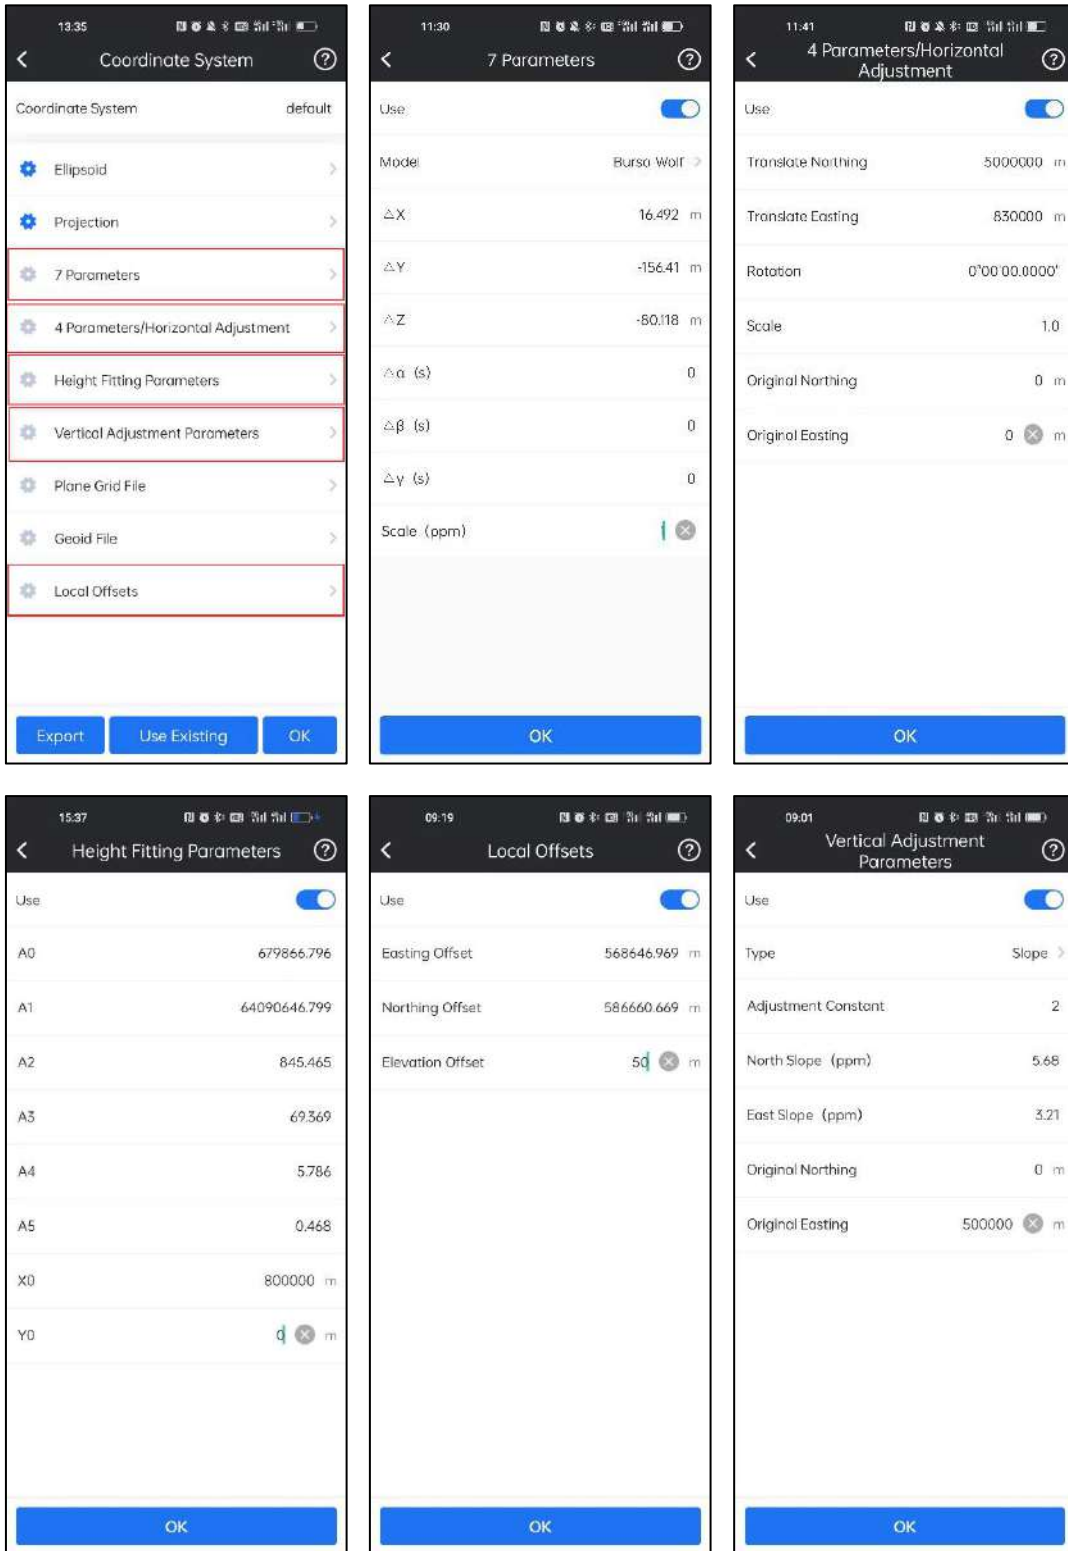 13:35
Coordinate System
Coordinate System default
Ellipsoid
Projection
7 Parameters
4 Parameters/Horizontal Adjustment
Height Fitting Parameters
Vertical Adjustment Parameters
Plane Grid File
Geoid File
Local Offsets
Export Use Existing OK
11:30
7 Parameters
Use
Model Bursa Wolf
△X 16.492 m
△Y -156.41 m
△Z -80.118 m
△α (s) 0
△β (s) 0
△γ (s) 0
Scale (ppm)
OK
11:41
4 Parameters/Horizontal
Adjustment
Use
Translate Northing 5000000 m
Translate Easting 830000 m
Rotation 0°00'00.0000"
Scale 1.0
Original Northing 0 m
Original Easting 0 m
OK
15:37
Height Fitting Parameters
Use
A0 679866.796
A1 64090646.799
A2 845.465
A3 69.369
A4 5.786
A5 0.468
X0 800000 m
Y0 0 m
OK
09:19
Local Offsets
Use
Easting Offset 568646.969 m
Northing Offset 586660.669 m
Elevation Offset 50 m
OK
09:01
Vertical Adjustment
Parameters
Use
Type Slope
Adjustment Constant 2
North Slope (ppm) 5.68
East Slope (ppm) 3.21
Original Northing 0 m
Original Easting 500000 m
OK